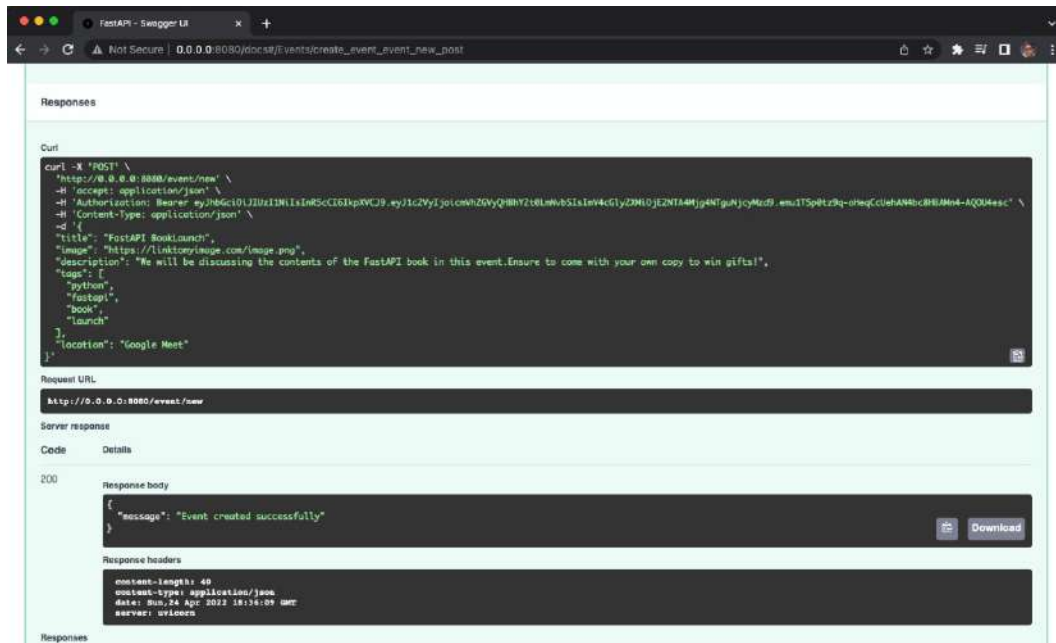 FastAPI - Swagger UI
Not Secure | 0.0.0.0:8080/docs#/Events/create_event_event_new_post
Responses
Curl
curl -X 'POST' \
'http://0.0.0.0:8080/event/new' \
-H 'accept: application/json' \
-H 'Authorization: Bearer
-H 'Content-Type: application/json' \
-d '{
"title": "FastAPI BookLaunch",
"image": "https://linktomyimage.com/image.png",
"description": "We will be discussing the contents of the FastAPI book in this event.Ensure to come with your own copy to win gifts!",
"tags": [
"python",
"fastapi",
"book",
"launch"
],
"location": "Google Meet"
}'
Request URL
http://0.0.0.0:8080/event/new
Server response
Code Details
200
Response body
{
"message": "Event created successfully"
}
Download
Response headers
content-length: 40
content-type: application/json
date: Sun,24 Apr 2022 18:36:09 GMT
server: uvicorn
Responses